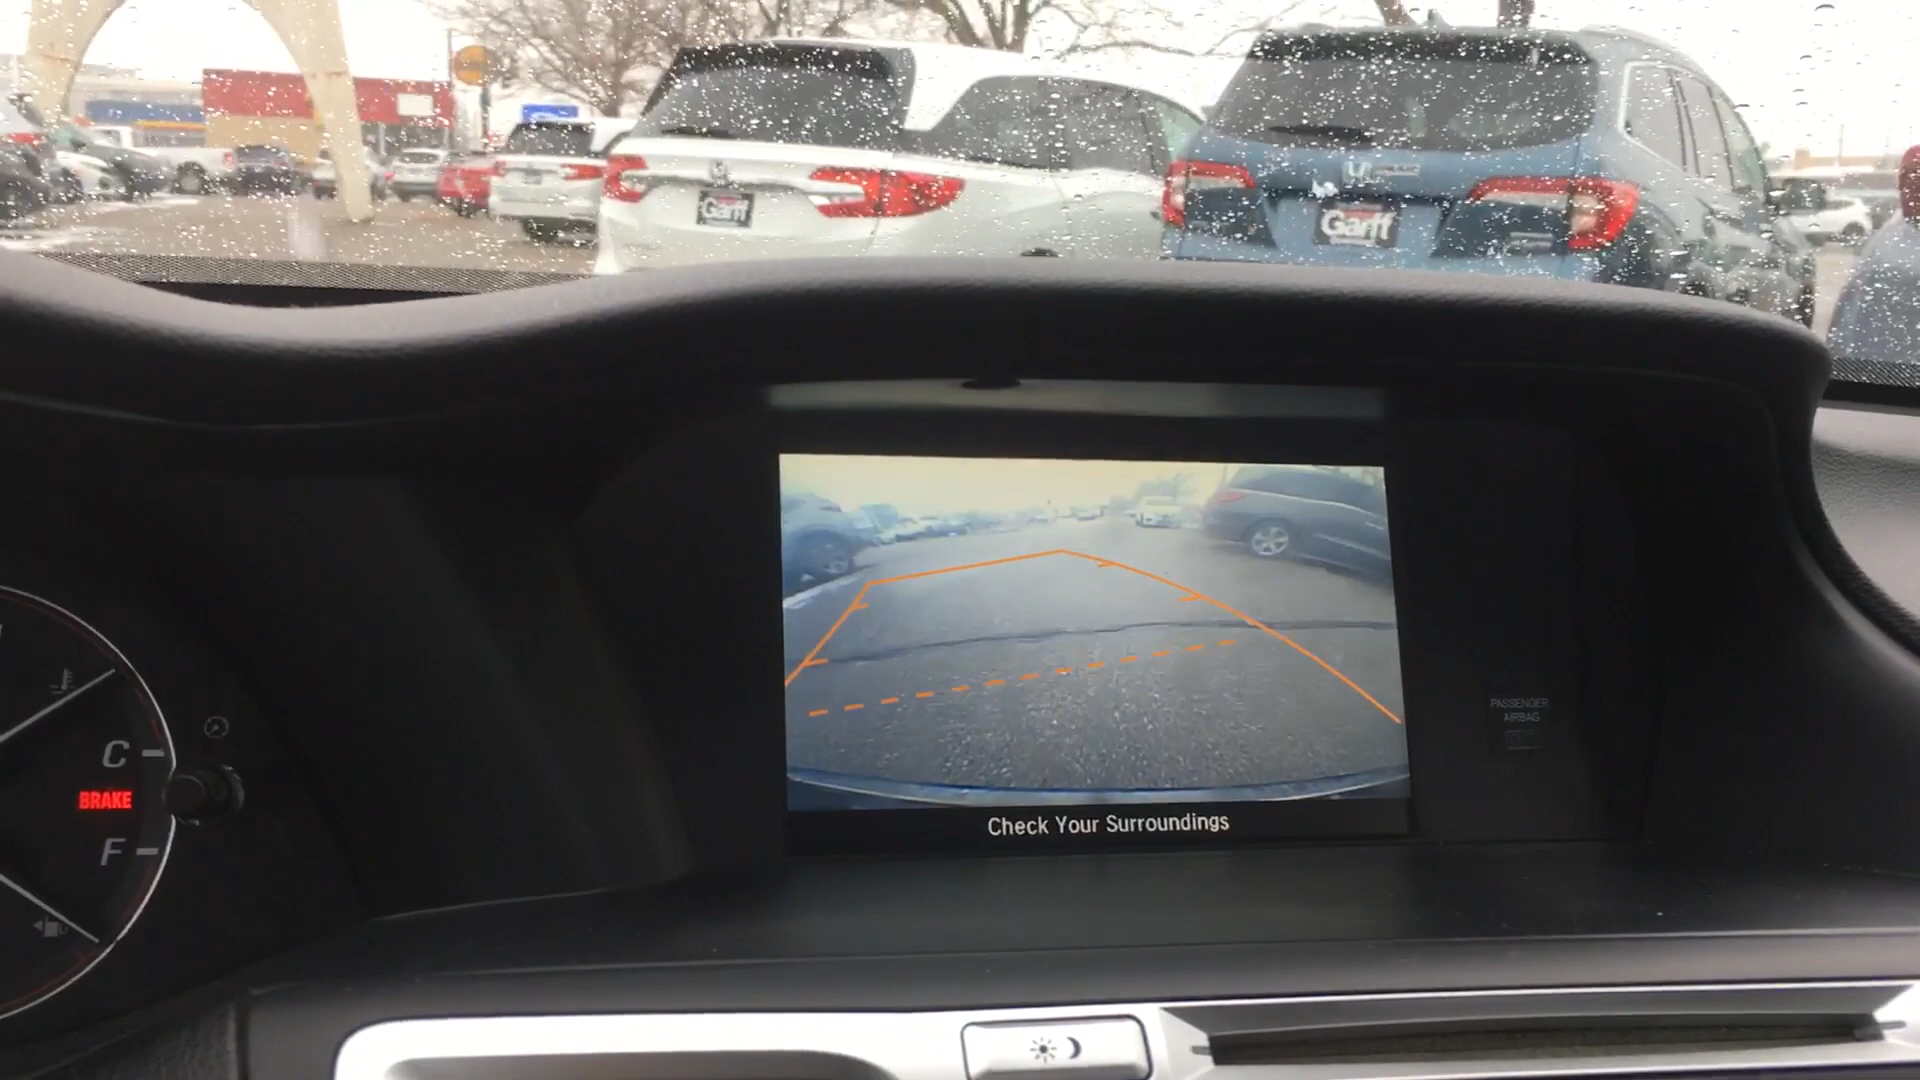 Garff
Garff
PASSENGER
AIRBAG
C
BRAKE
F
Check Your Surroundings